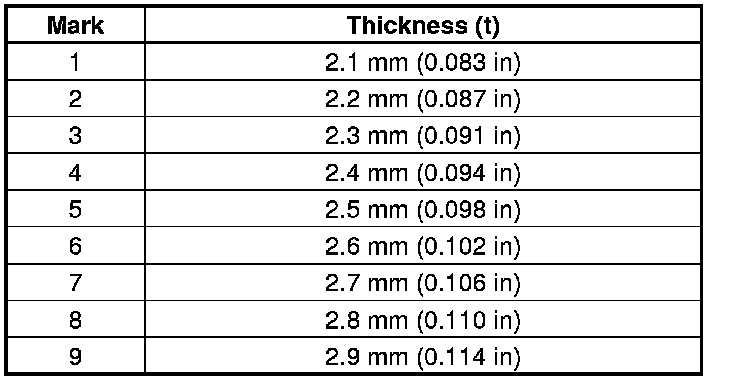 Mark Thickness (t)
1 2.1 mm (0.083 in)
2 2.2 mm (0.087 in)
3 2.3 mm (0.091 in)
4 2.4 mm (0.094 in)
5 2.5 mm (0.098 in)
6 2.6 mm (0.102 in)
7 2.7 mm (0.106 in)
8 2.8 mm (0.110 in)
9 2.9 mm (0.114 in)